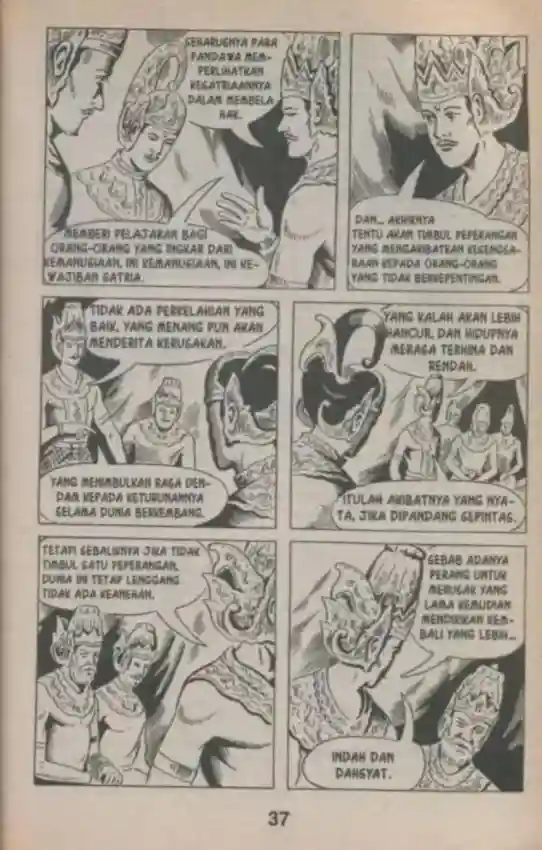 SEHARUSNYA PARA
PANDAWA MEM-
PERLIHATKAN
KESATRIAANNYA
DALAM MEMBELA
HAK.
MEMBERI PELAJARAN BAGI
ORANG-ORANG YANG INGKAR DARI
KEMANUSIAAN, INI KEMANUSIAAN, INI KE-
WAJIBAN SATRIA.
DAN... AKHIRNYA
TENTU AKAN TIMBUL PEPERANGAN
YANG MENGAKIBATKAN KESENGSA-
RAAN KEPADA ORANG-ORANG
YANG TIDAK BERKEPENTINGAN.
TIDAK ADA PERKELAHIAN YANG
BAIK, YANG MENANG PUN AKAN
MENDERITA KERUSAKAN.
YANG MENIMBULKAN RASA DEN-
DAM KEPADA KETURUNANNYA
SELAMA DUNIA BERKEMBANG.
YANG KALAH AKAN LEBIH
HANCUR, DAN HIDUPNYA
MERASA TERHINA DAN
RENDAH.
ITULAH AKIBATNYA YANG NYA-
TA, JIKA DIPANDANG SEPINTAS.
TETAPI SEBALIKNYA JIKA TIDAK
TIMBUL SATU PEPERANGAN,
DUNIA INI TETAP LENGGANG
TIDAK ADA KEANEHAN.
SEBAB ADANYA
PERANG UNTUK
MERUSAK YANG
LAMA KEMUDIAN
MENDIRIKAN KEM-
BALI YANG LEBIH...
INDAH DAN
DAHSYAT.
37